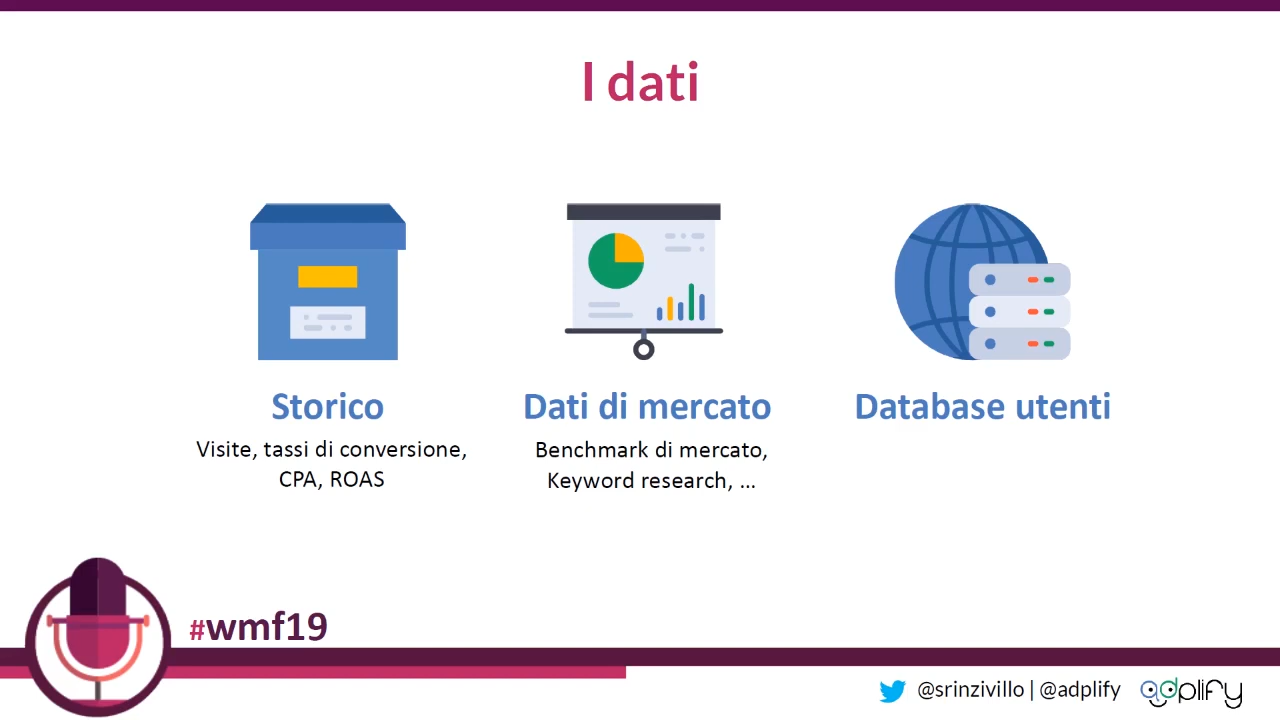 I dati
Storico
Visite, tassi di conversione,
CPA, ROAS
Dati di mercato
Benchmark di mercato,
Keyword research, ...
Database utenti
#wmf19
@srinzivillo | @adplify
adplify